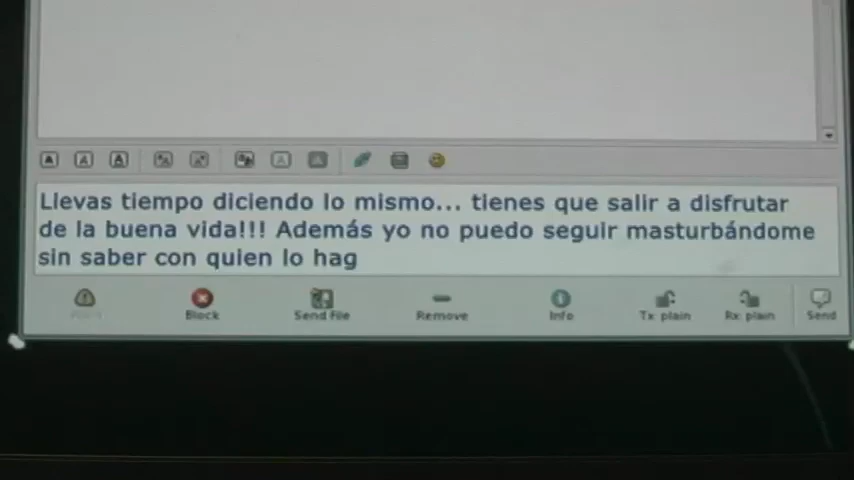 Llevas tiempo diciendo lo mismo... tienes que salir a disfrutar
de la buena vida!!! Además yo no puedo seguir masturbándome
sin saber con quien lo hag
Block Send File Remove Info Tx: plain Rx: plain Send